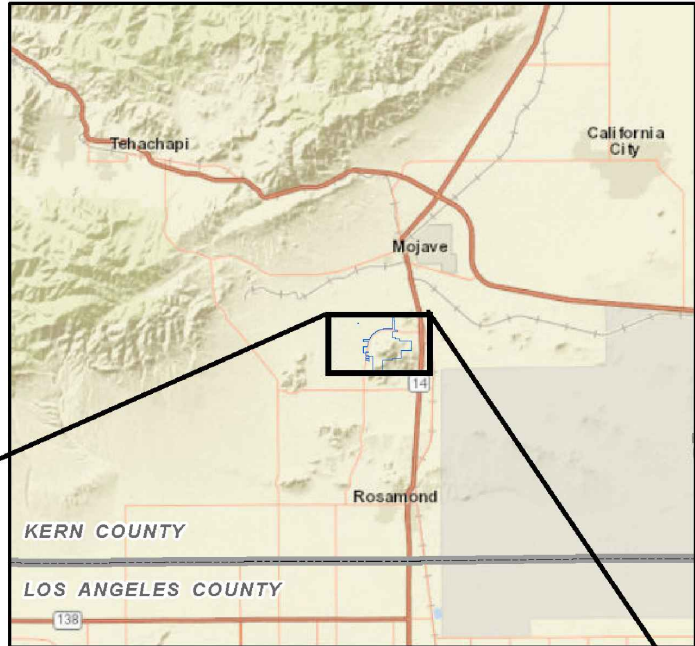 Tehachapi
California
City
Mojave
14
Rosamond
KERN COUNTY
LOS ANGELES COUNTY
138